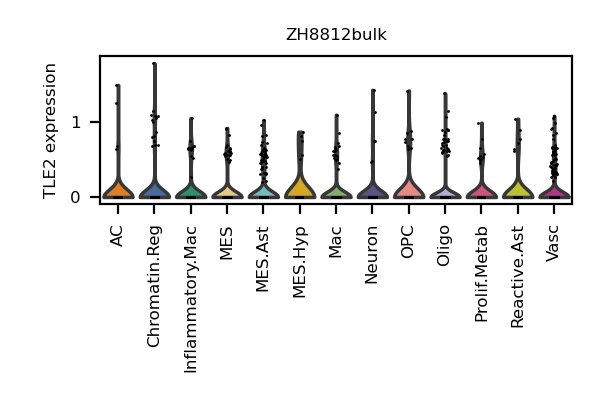 ZH8812bulk
TLE2 expression
1
0
AC
Chromatin.Reg
Inflammatory.Mac
MES
MES.Ast
MES.Hyp
Mac
Neuron
OPC
Oligo
Prolif.Metab
Reactive.Ast
Vasc